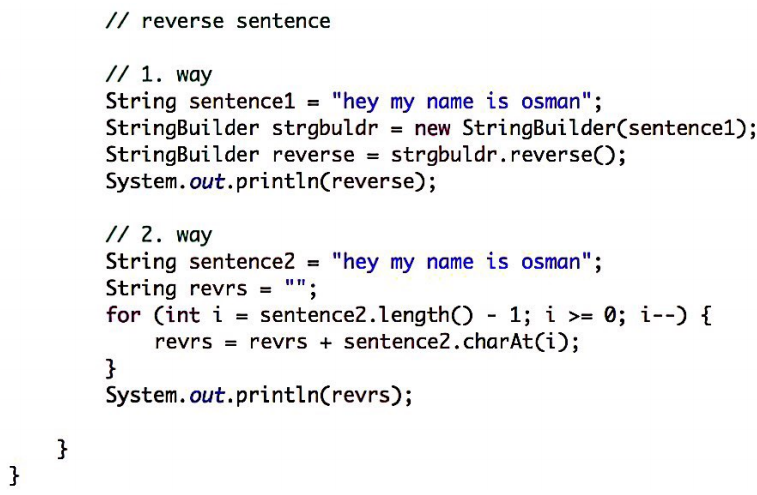 // reverse sentence
// 1. way
String sentence1 = "hey my name is osman";
StringBuilder strgbuldr = new StringBuilder(sentence1);
StringBuilder reverse = strgbuldr.reverse();
System.out.println(reverse);
// 2. way
String sentence2 = "hey my name is osman";
String revrs = "";
for (int i = sentence2.length() - 1; i >= 0; i--) {
revrs = revrs + sentence2.charAt(i);
}
System.out.println(revrs);
}
}